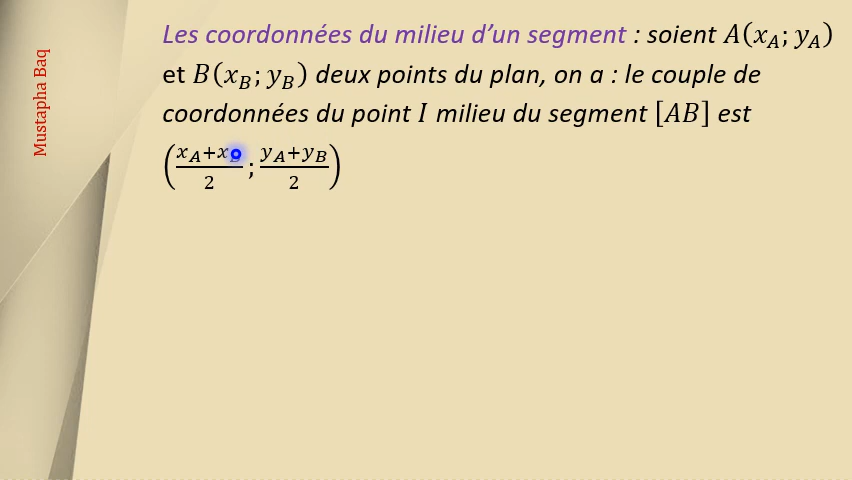 Les coordonnées du milieu d’un segment : soient A(x_A; y_A)
et B(x_B; y_B) deux points du plan, on a : le couple de
coordonnées du point I milieu du segment [AB] est
((x_A+x_B)/2 ; (y_A+y_B)/2)
Mustapha Baq